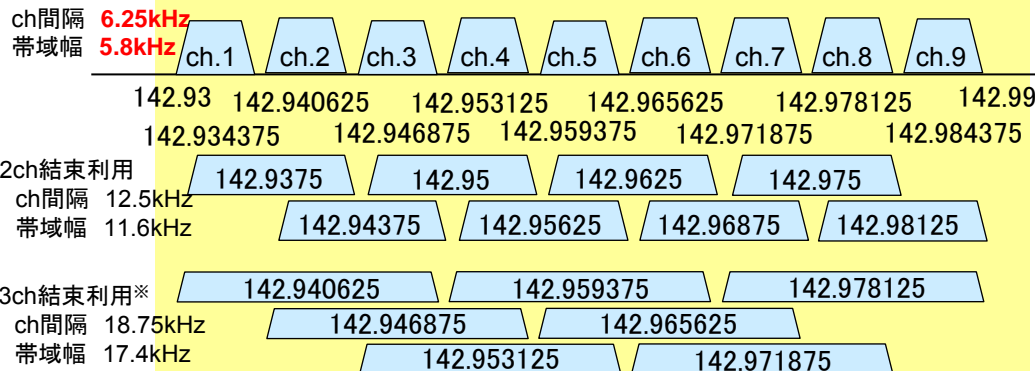 ch間隔 6.25kHz
帯域幅 5.8kHz
ch.1 ch.2 ch.3 ch.4 ch.5 ch.6 ch.7 ch.8 ch.9
142.93 142.940625 142.953125 142.965625 142.978125 142.99
142.934375 142.946875 142.959375 142.971875 142.984375
2ch結束利用
142.9375 142.95 142.9625 142.975
ch間隔 12.5kHz
帯域幅 11.6kHz
142.94375 142.95625 142.96875 142.98125
3ch結束利用※
142.940625 142.959375 142.978125
ch間隔 18.75kHz
142.946875 142.965625
帯域幅 17.4kHz
142.953125 142.971875